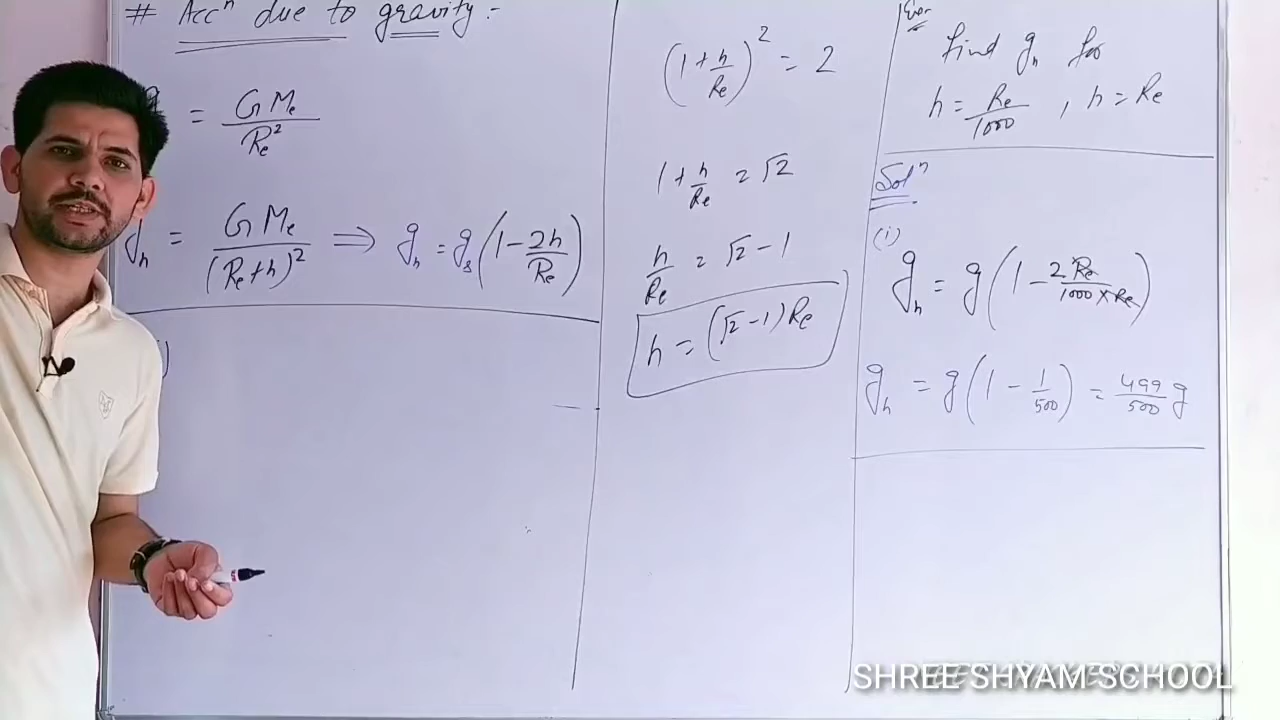 # Accⁿ due to gravity :-
= GMe / Re²
gh = GMe / (Re+h)² ⇒ gh = gs (1 - 2h/Re)
(1 + h/Re)² = 2
1 + h/Re = √2
h/Re = √2 - 1
h = (√2 - 1) Re
find gh for
h = Re/1000 , h = Re
Solⁿ
(i)
gh = g (1 - 2Re/(1000 × Re))
gh = g (1 - 1/500) = 499/500 g
SHREE SHYAM SCHOOL